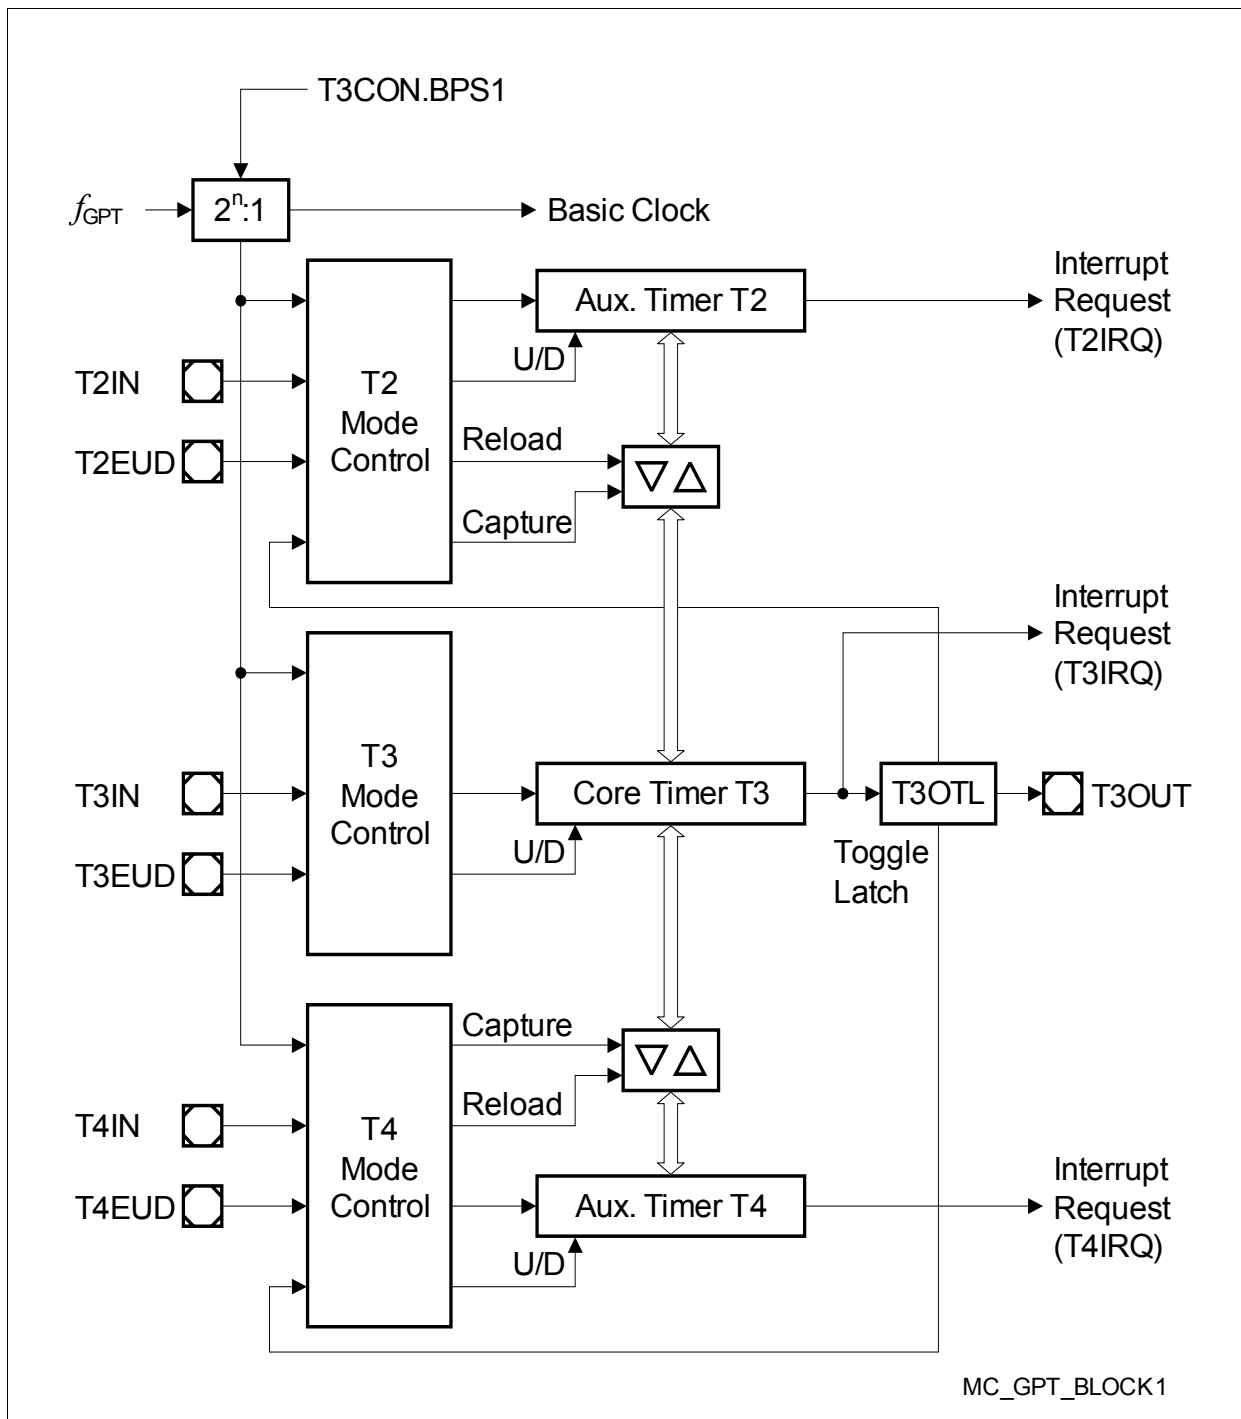 T3CON.BPS1
fGPT
2ⁿ:1
Basic Clock
Interrupt
Request
(T2IRQ)
Aux. Timer T2
U/D
T2IN
T2
Mode
Control
T2EUD
Reload
Capture
Interrupt
Request
(T3IRQ)
T3
Mode
Control
T3IN
Core Timer T3
T3OTL
T3OUT
U/D
Toggle
Latch
T3EUD
Capture
Reload
T4IN
T4
Mode
Control
T4EUD
Aux. Timer T4
Interrupt
Request
(T4IRQ)
U/D
MC_GPT_BLOCK1